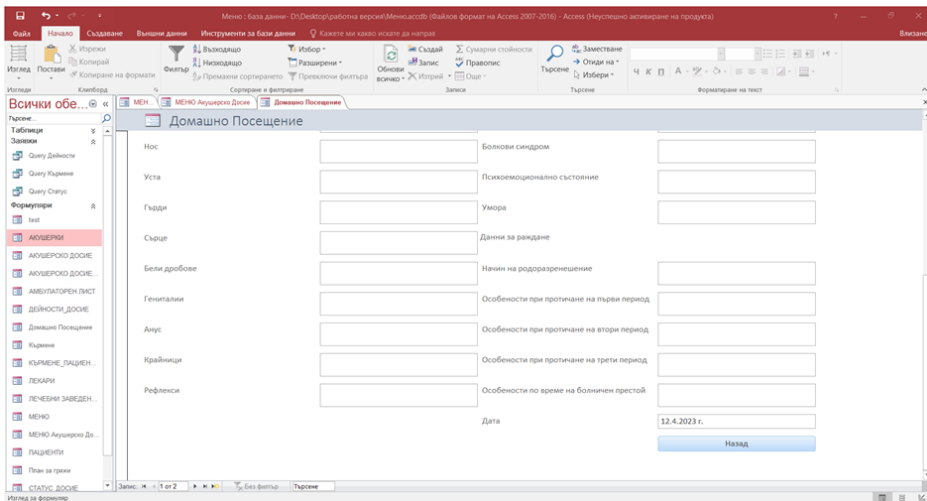 Меню : база данни- D:\Desktop\работна версия\Меню.accdb (Файлов формат на Access 2007-2016) - Access (Неуспешно активиране на продукта)
Файл Начало Създаване Външни данни Инструменти за бази данни Кажете ми какво искате да направ Влизане
Изглед
Изгледи
Постави
Изрежи
Копирай
Копиране на формати
Клипборд
Филтър
Възходящо
Низходящо
Премахни сортирането
Избор
Разширени
Превключи филтъра
Сортиране и филтриране
Обнови всичко
Създай
Запис
Изтрий
Сумарни стойности
Правопис
Още
Записи
Търсене
Заместване
Отиди на
Избери
Търсене
Ч К П
Форматиране на текст
Всички обе...
Търсене...
Таблици
Заявки
Query Дейности
Query Кърмене
Query Статус
Формуляри
test
АКУШЕРКИ
АКУШЕРСКО ДОСИЕ
АКУШЕРСКО ДОСИЕ...
АМБУЛАТОРЕН ЛИСТ
ДЕЙНОСТИ_ДОСИЕ
Домашно Посещение
Кърмене
КЪРМЕНЕ_ПАЦИЕН...
ЛЕКАРИ
ЛЕЧЕБНИ ЗАВЕДЕН...
МЕНЮ
МЕНЮ Акушерско До...
ПАЦИЕНТИ
План за грижи
СТАТУС_ДОСИЕ
МЕН... МЕНЮ Акушерско Досие Домашно Посещение
Домашно Посещение
Нос Болкови синдром
Уста Психоемоционално състояние
Гърди Умора
Сърце Данни за раждане
Бели дробове Начин на родоразренешение
Гениталии Особености при протичане на първи период
Анус Особености при протичане на втори период
Крайници Особености при протичане на трети период
Рефлекси Особености по време на болничен престой
Дата 12.4.2023 г.
Назад
Запис: 1 от 2 Без филтър Търсене
Изглед за формуляр